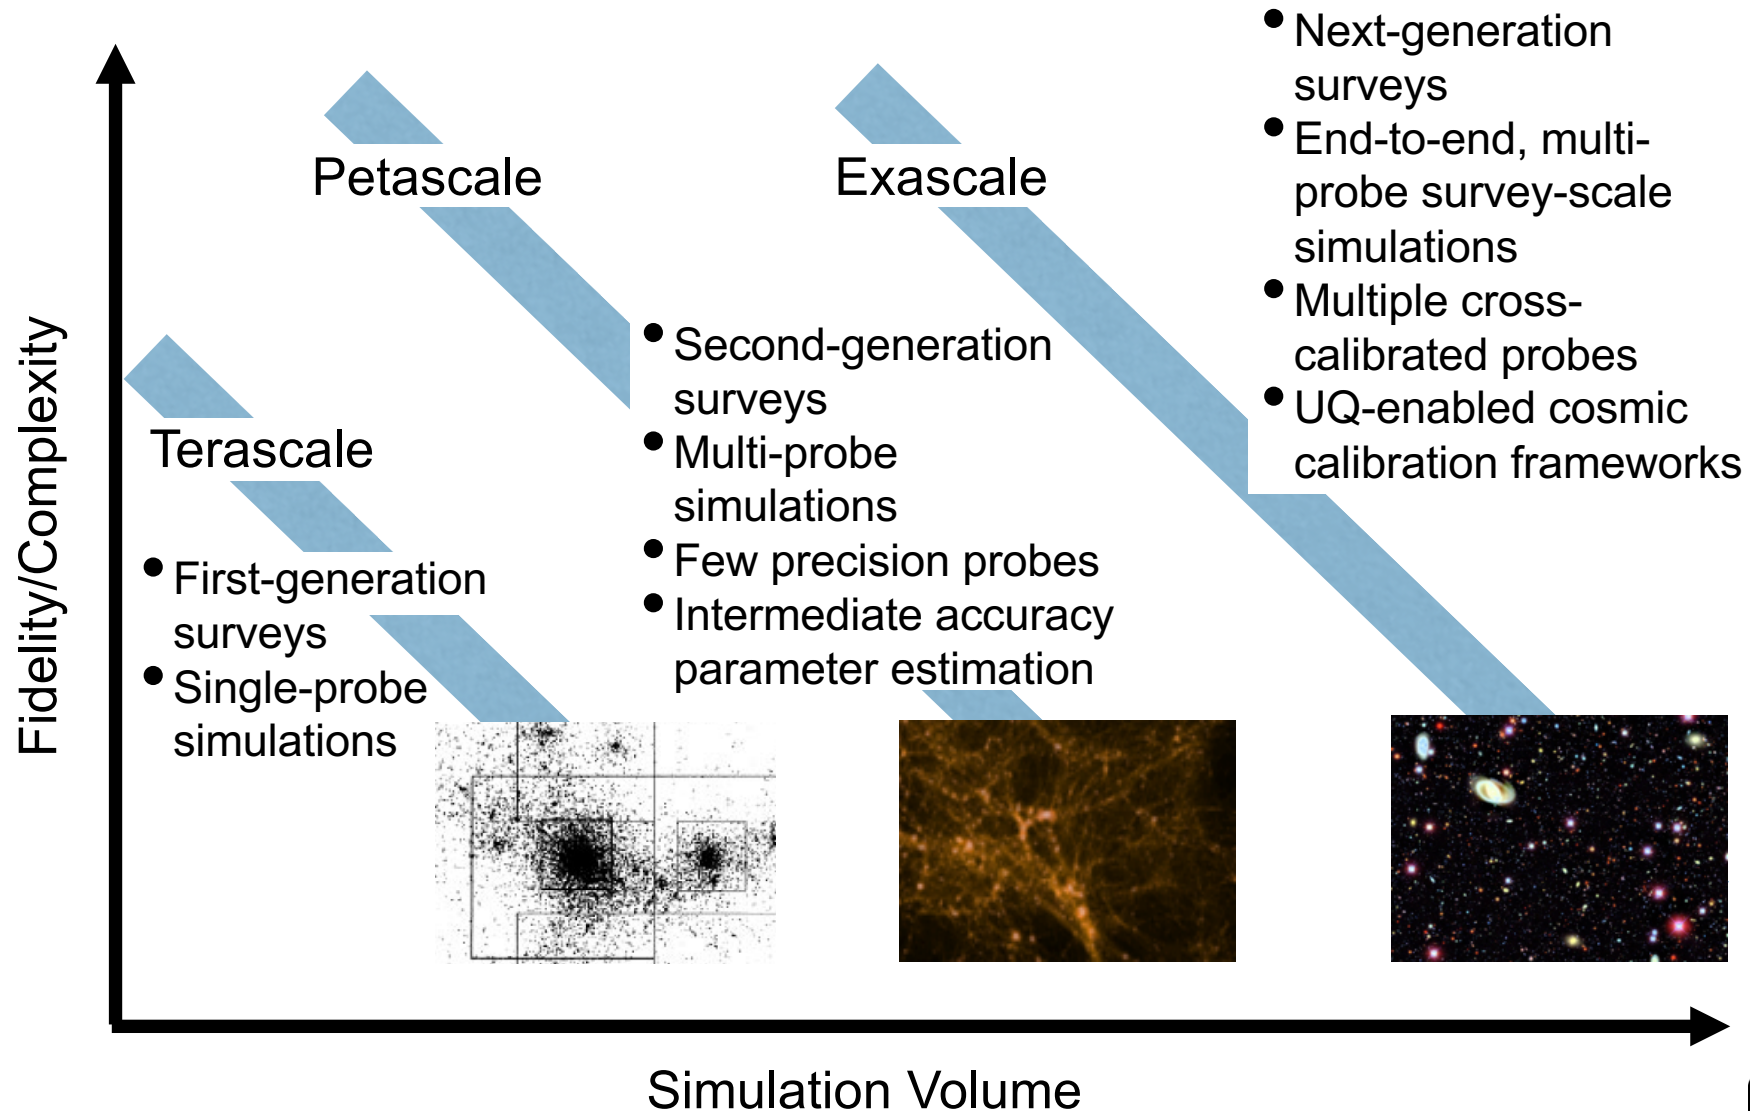 Fidelity/Complexity
Terascale
• First-generation
surveys
• Single-probe
simulations
Petascale
• Second-generation
surveys
• Multi-probe
simulations
• Few precision probes
• Intermediate accuracy
parameter estimation
Exascale
• Next-generation
surveys
• End-to-end, multi-
probe survey-scale
simulations
• Multiple cross-
calibrated probes
• UQ-enabled cosmic
calibration frameworks
Simulation Volume